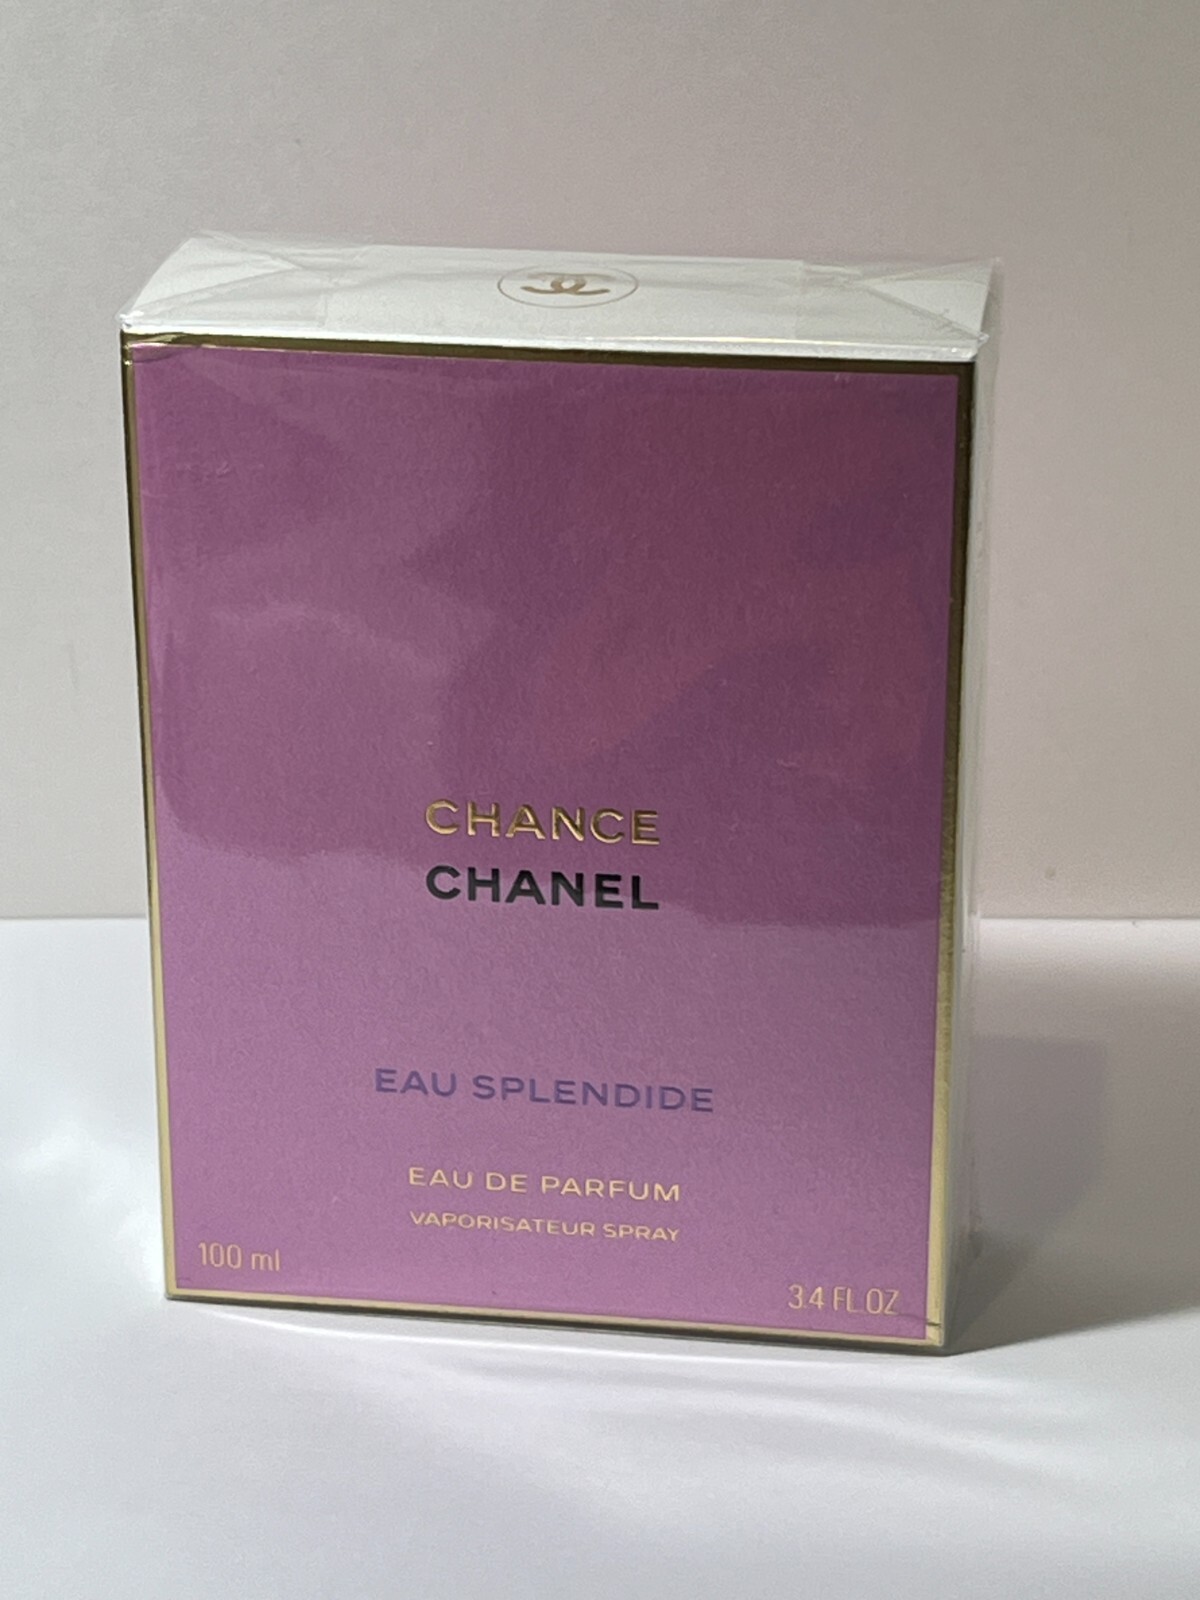 CHANCE
CHANEL
EAU SPLENDIDE
EAU DE PARFUM
VAPORISATEUR SPRAY
100 ml
3.4 FL.OZ